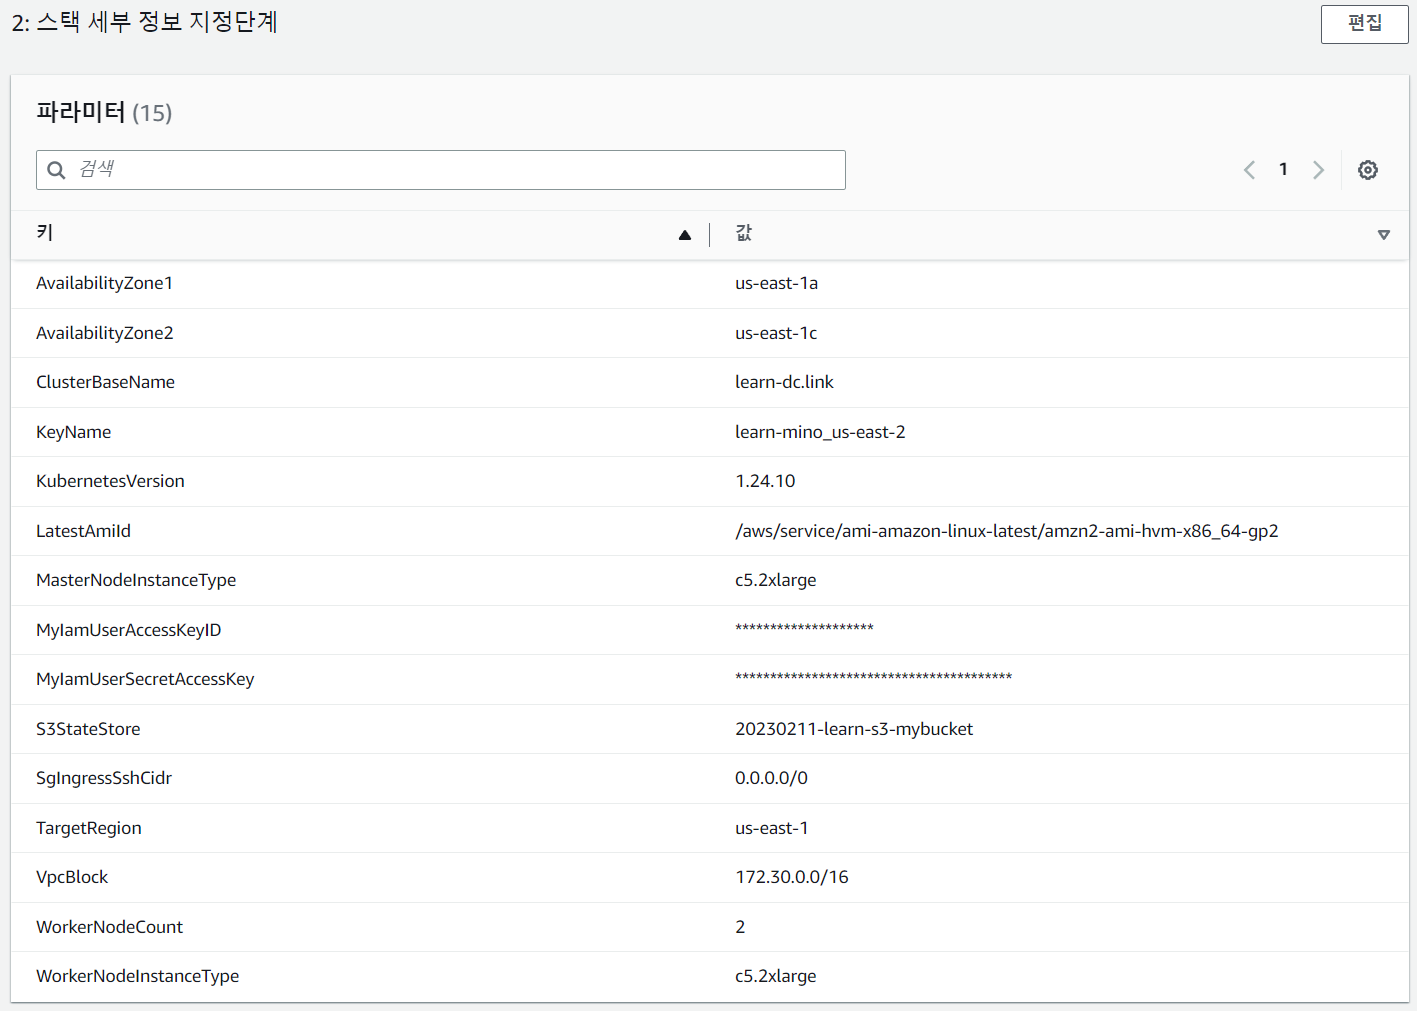 2: 스택 세부 정보 지정단계
편집
파라미터 (15)
검색
1
키 값
AvailabilityZone1 us-east-1a
AvailabilityZone2 us-east-1c
ClusterBaseName learn-dc.link
KeyName learn-mino_us-east-2
KubernetesVersion 1.24.10
LatestAmiId /aws/service/ami-amazon-linux-latest/amzn2-ami-hvm-x86_64-gp2
MasterNodeInstanceType c5.2xlarge
MyIamUserAccessKeyID ********************
MyIamUserSecretAccessKey ****************************************
S3StateStore 20230211-learn-s3-mybucket
SgIngressSshCidr 0.0.0.0/0
TargetRegion us-east-1
VpcBlock 172.30.0.0/16
WorkerNodeCount 2
WorkerNodeInstanceType c5.2xlarge